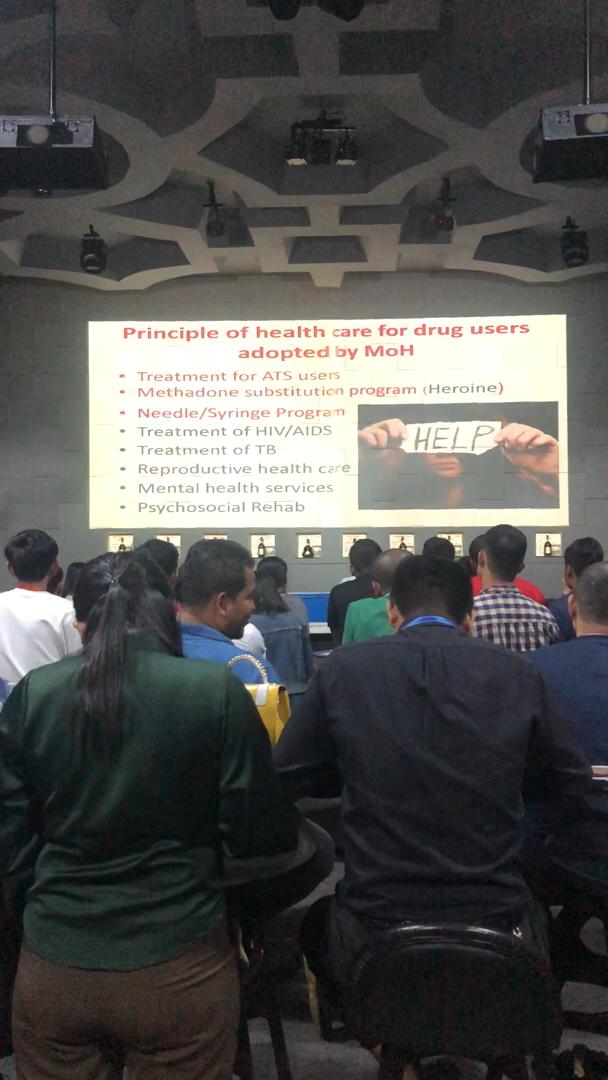 Principle of health care for drug users
adopted by MoH
• Treatment for ATS users
• Methadone substitution program (Heroine)
• Needle/Syringe Program
• Treatment of HIV/AIDS
• Treatment of TB
• Reproductive health care
• Mental health services
• Psychosocial Rehab
HELP